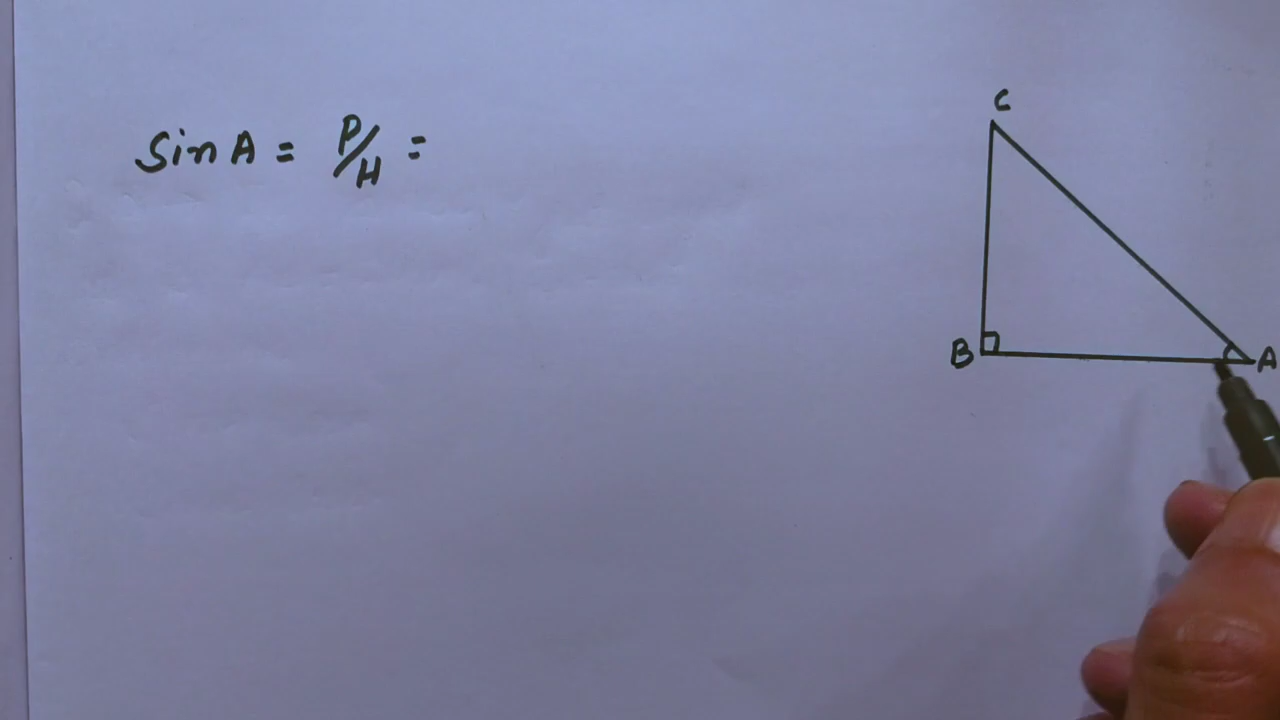 C
Sin A = P/H =
B
A